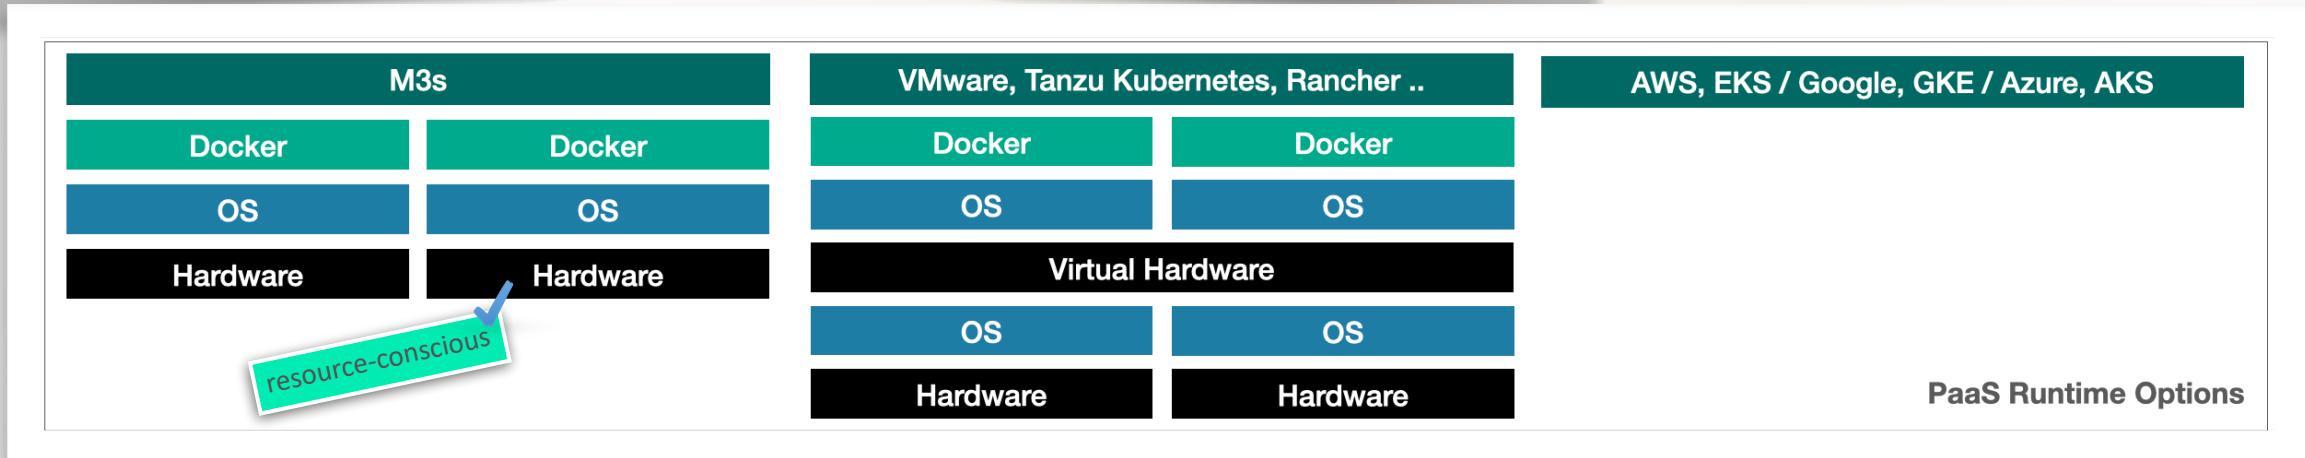 M3s
Docker
Docker
OS
OS
Hardware
Hardware
resource-conscious
VMware, Tanzu Kubernetes, Rancher ..
Docker
Docker
OS
OS
Virtual Hardware
OS
OS
Hardware
Hardware
AWS, EKS / Google, GKE / Azure, AKS
PaaS Runtime Options